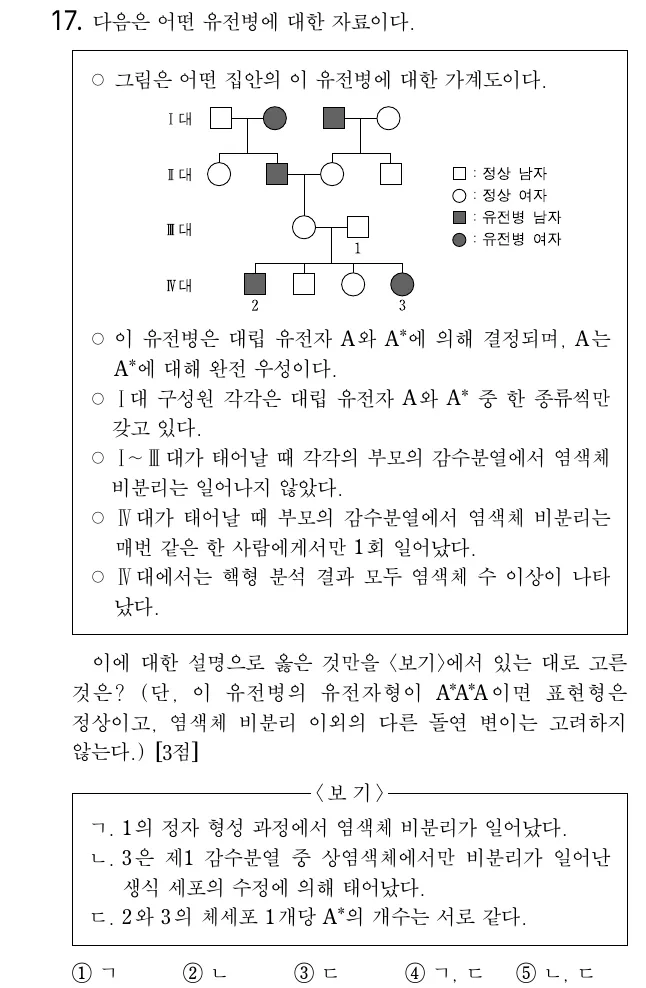 17. 다음은 어떤 유전병에 대한 자료이다.
○ 그림은 어떤 집안의 이 유전병에 대한 가계도이다.
Ⅰ대
Ⅱ대
Ⅲ대
1
Ⅳ대
2
3
□ : 정상 남자
○ : 정상 여자
■ : 유전병 남자
● : 유전병 여자
○ 이 유전병은 대립 유전자 A와 A*에 의해 결정되며, A는
A*에 대해 완전 우성이다.
○ Ⅰ대 구성원 각각은 대립 유전자 A와 A* 중 한 종류씩만
갖고 있다.
○ Ⅰ~Ⅲ대가 태어날 때 각각의 부모의 감수분열에서 염색체
비분리는 일어나지 않았다.
○ Ⅳ대가 태어날 때 부모의 감수분열에서 염색체 비분리는
매번 같은 한 사람에게서만 1회 일어났다.
○ Ⅳ대에서는 핵형 분석 결과 모두 염색체 수 이상이 나타
났다.
이에 대한 설명으로 옳은 것만을 <보기>에서 있는 대로 고른
것은? (단, 이 유전병의 유전자형이 A*A*A이면 표현형은
정상이고, 염색체 비분리 이외의 다른 돌연 변이는 고려하지
않는다.) [3점]
<보 기>
ㄱ. 1의 정자 형성 과정에서 염색체 비분리가 일어났다.
ㄴ. 3은 제1 감수분열 중 상염색체에서만 비분리가 일어난
생식 세포의 수정에 의해 태어났다.
ㄷ. 2와 3의 체세포 1개당 A*의 개수는 서로 같다.
① ㄱ ② ㄴ ③ ㄷ ④ ㄱ, ㄷ ⑤ ㄴ, ㄷ